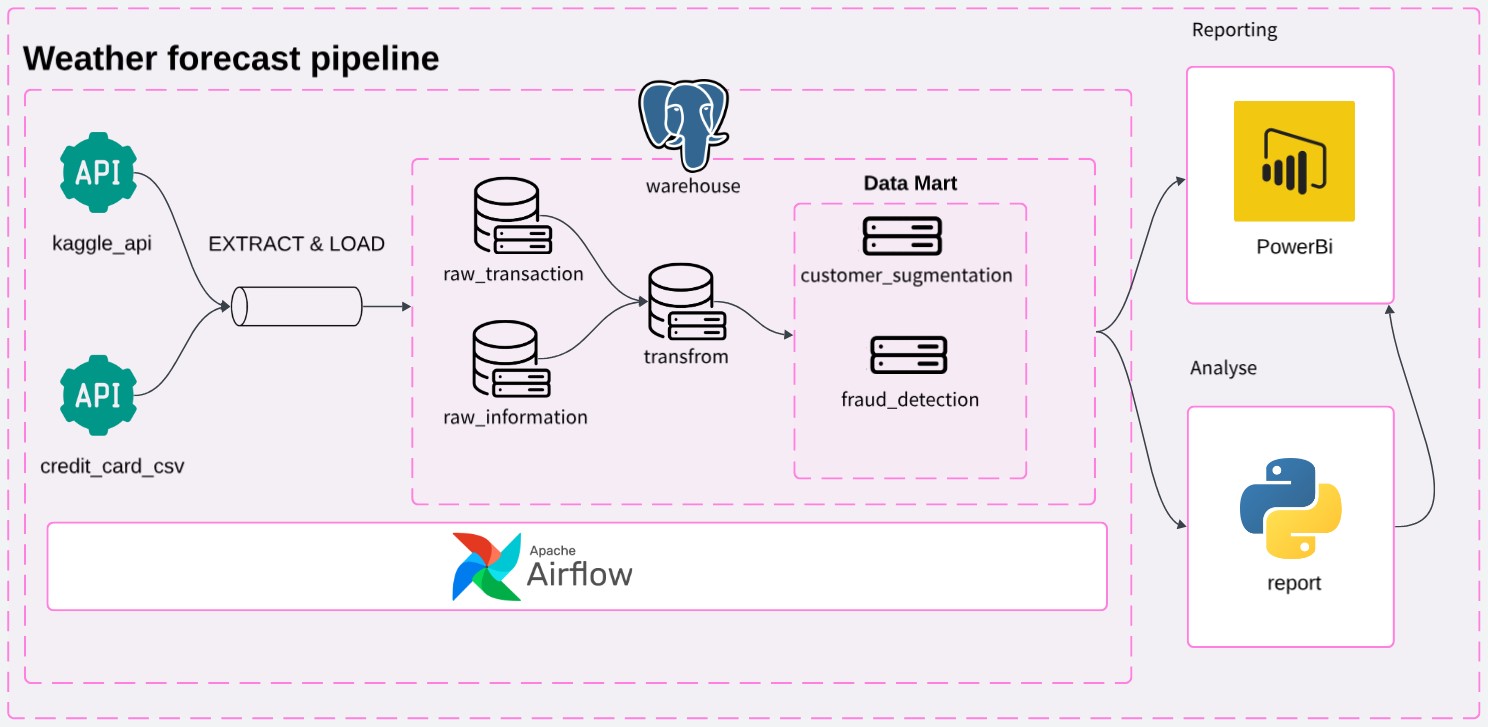 Weather forecast pipeline
API
kaggle_api
API
credit_card_csv
EXTRACT & LOAD
warehouse
raw_transaction
raw_information
transfrom
Data Mart
customer_sugmentation
fraud_detection
Apache
Airflow
Reporting
PowerBi
Analyse
report